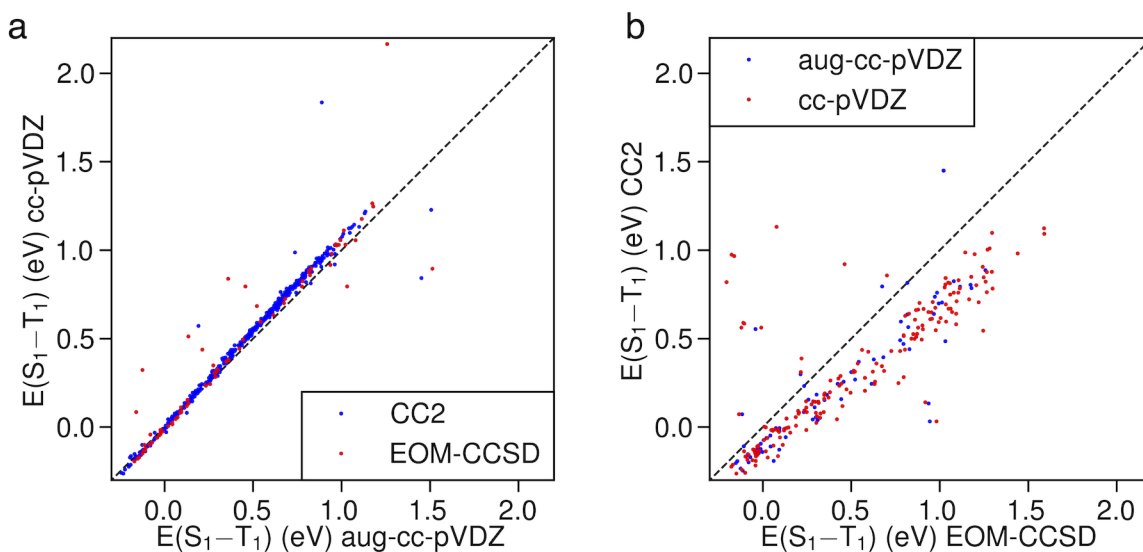 a
E(S₁−T₁) (eV) cc-pVDZ
2.0
1.5
1.0
0.5
0.0
CC2
EOM-CCSD
0.0 0.5 1.0 1.5 2.0
E(S₁−T₁) (eV) aug-cc-pVDZ
b
E(S₁−T₁) (eV) CC2
aug-cc-pVDZ
cc-pVDZ
2.0
1.5
1.0
0.5
0.0
0.0 0.5 1.0 1.5 2.0
E(S₁−T₁) (eV) EOM-CCSD